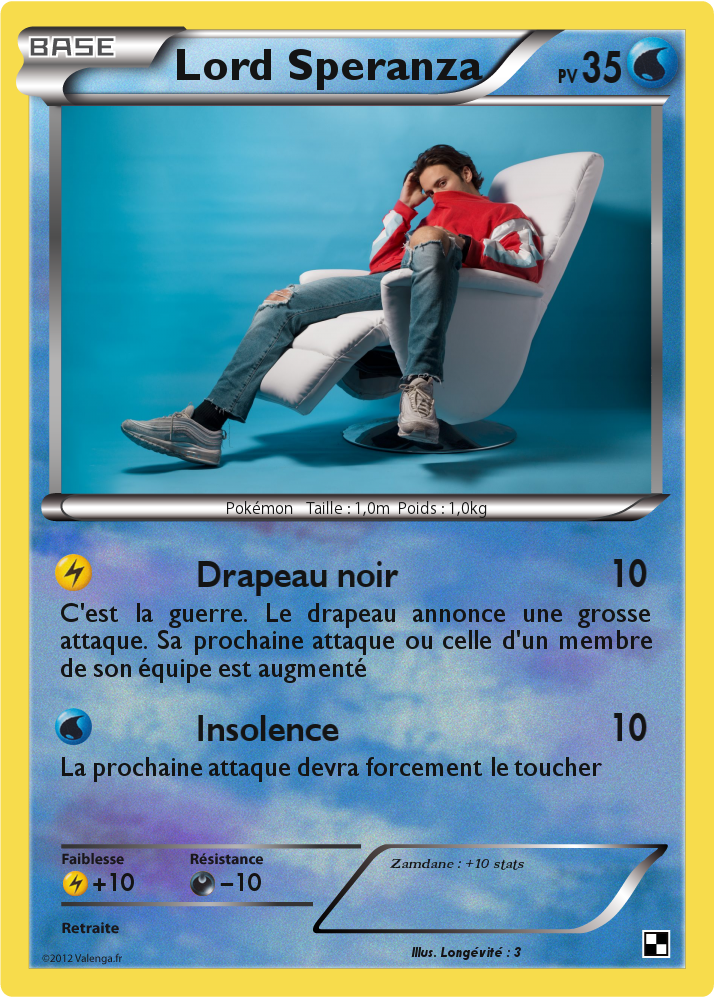 BASE
Lord Speranza
PV 35
Pokémon Taille : 1,0m Poids : 1,0kg
Drapeau noir 10
C'est la guerre. Le drapeau annonce une grosse
attaque. Sa prochaine attaque ou celle d'un membre
de son équipe est augmenté
Insolence 10
La prochaine attaque devra forcement le toucher
Faiblesse Résistance
+10 −10
Zamdane : +10 stats
Retraite
Illus. Longévité : 3
©2012 Valenga.fr